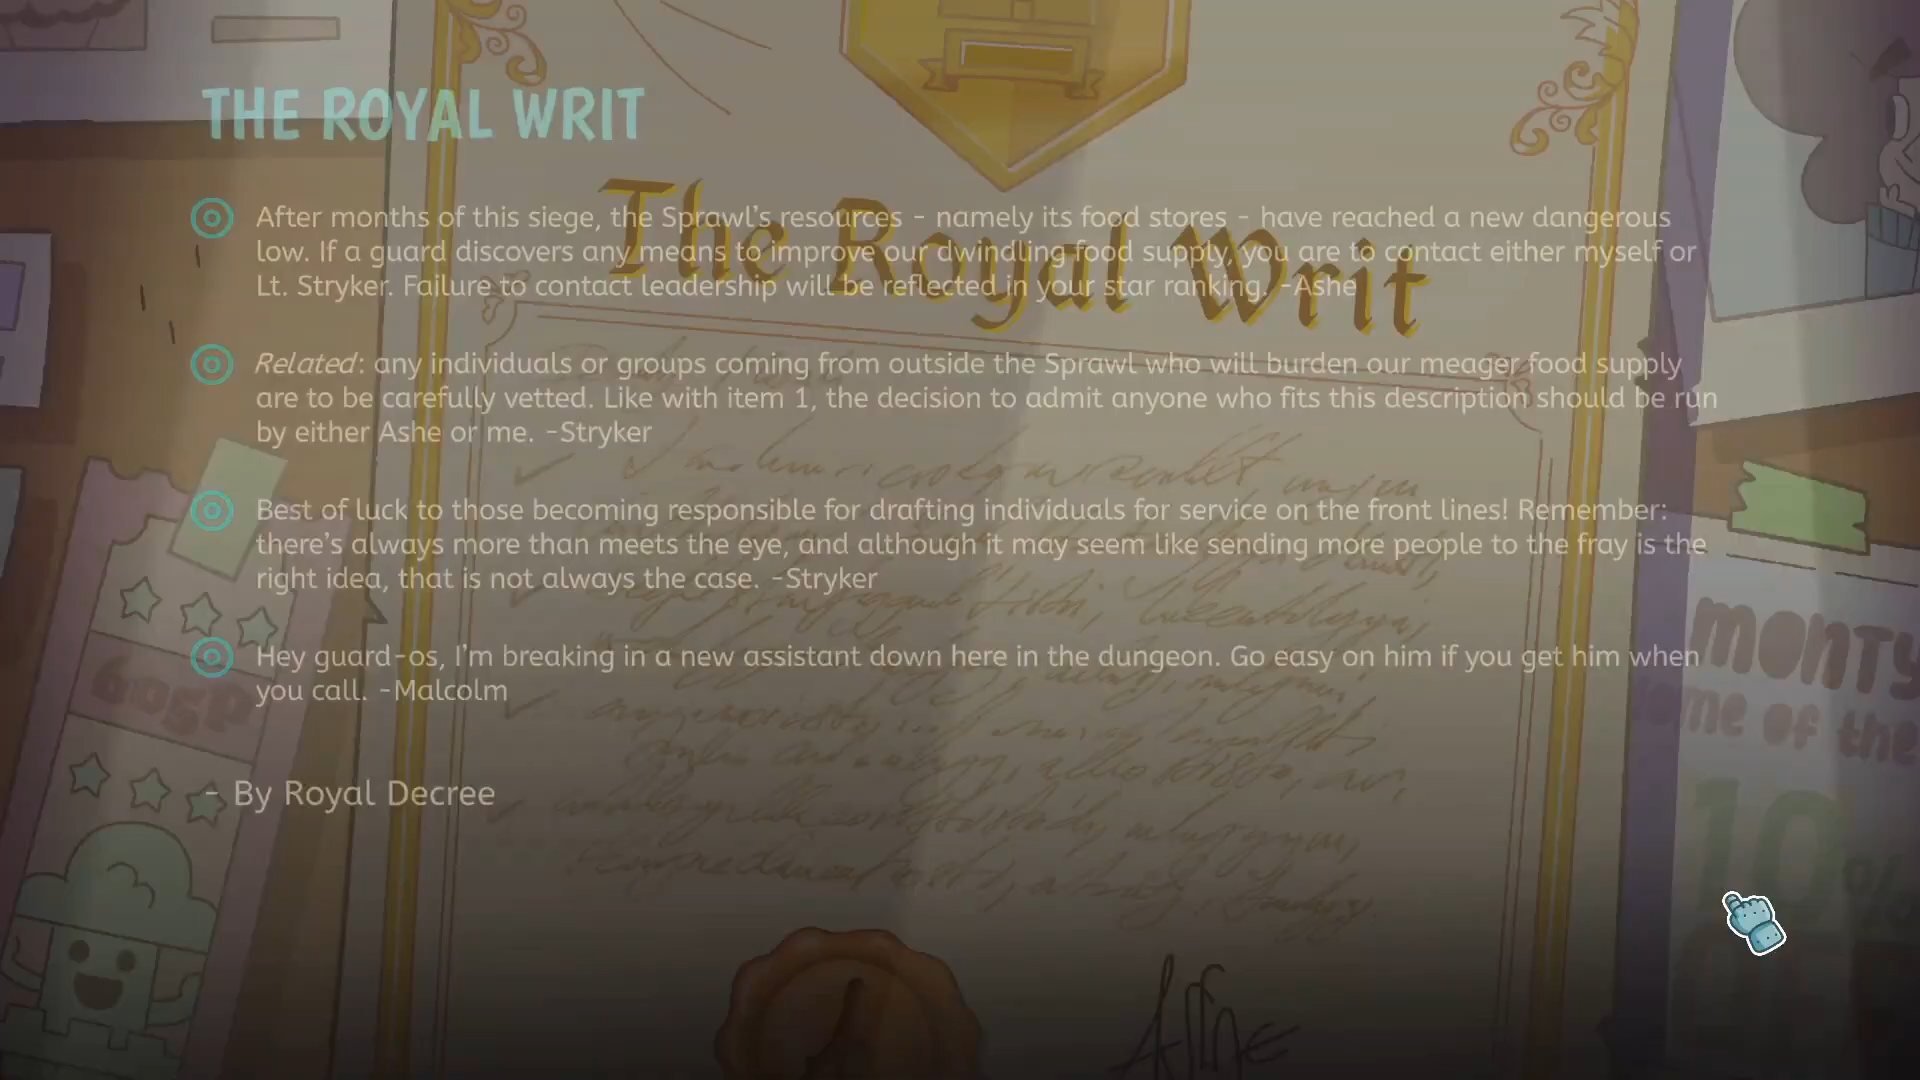 THE ROYAL WRIT
The Royal Writ
After months of this siege, the Sprawl's resources - namely its food stores - have reached a new dangerous
low. If a guard discovers any means to improve our dwindling food supply, you are to contact either myself or
Lt. Stryker. Failure to contact leadership will be reflected in your star ranking. -Ashe
Related: any individuals or groups coming from outside the Sprawl who will burden our meager food supply
are to be carefully vetted. Like with item 1, the decision to admit anyone who fits this description should be run
by either Ashe or me. -Stryker
Best of luck to those becoming responsible for drafting individuals for service on the front lines! Remember:
there's always more than meets the eye, and although it may seem like sending more people to the fray is the
right idea, that is not always the case. -Stryker
Hey guard-os, I'm breaking in a new assistant down here in the dungeon. Go easy on him if you get him when
you call. -Malcolm
- By Royal Decree
MONTY
of the
10%
Ashe